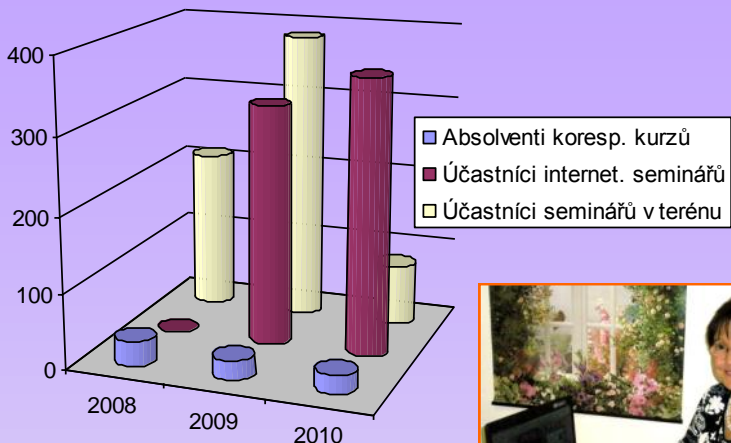 400
300
200
100
0
2008
2009
2010
Absolventi koresp. kurzů
Účastníci internet. seminářů
Účastníci seminářů v terénu